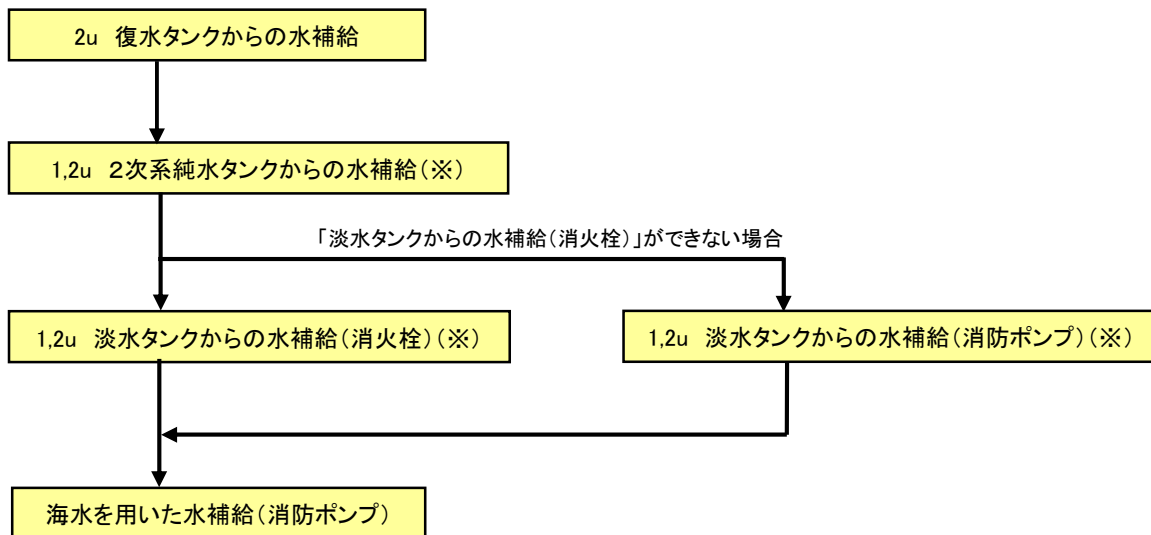 2u 復水タンクからの水補給
1,2u ２次系純水タンクからの水補給(※)
「淡水タンクからの水補給(消火栓)」ができない場合
1,2u 淡水タンクからの水補給(消火栓)(※)
1,2u 淡水タンクからの水補給(消防ポンプ)(※)
海水を用いた水補給(消防ポンプ)